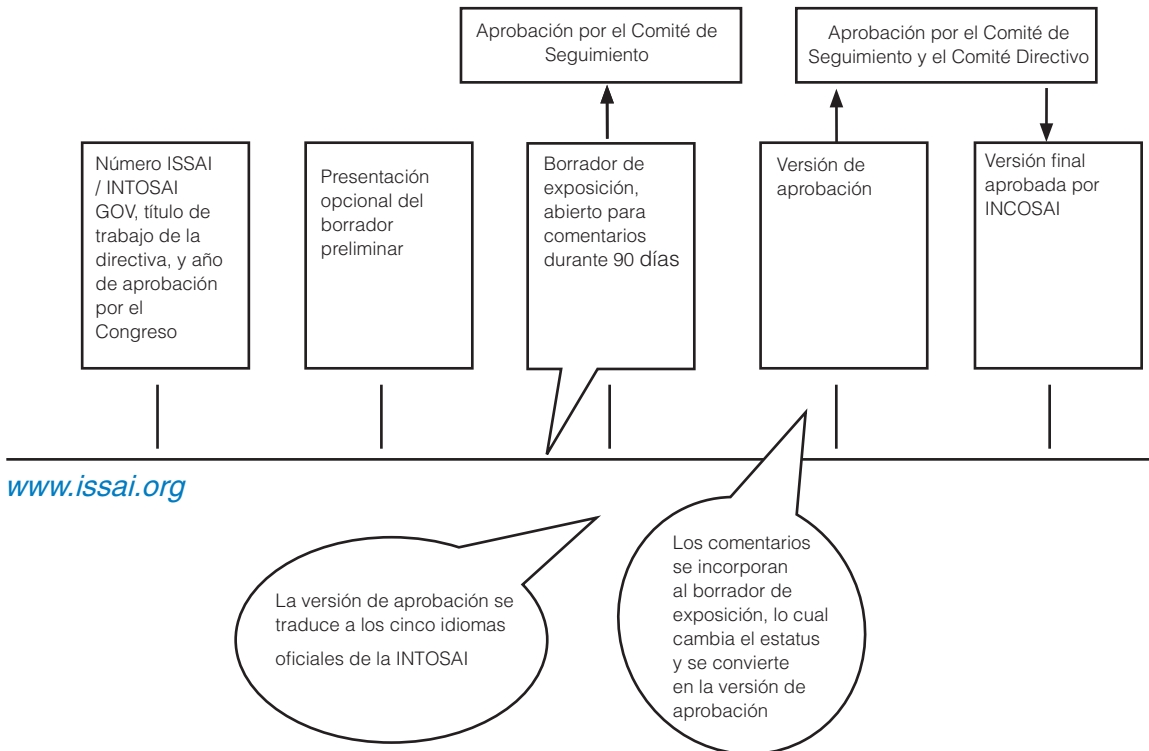 Aprobación por el Comité de
Seguimiento
Aprobación por el Comité de
Seguimiento y el Comité Directivo
Número ISSAI
/ INTOSAI
GOV, título de
trabajo de la
directiva, y año
de aprobación
por el
Congreso
Presentación
opcional del
borrador
preliminar
Borrador de
exposición,
abierto para
comentarios
durante 90 días
Versión de
aprobación
Versión final
aprobada por
INCOSAI
www.issai.org
La versión de aprobación se
traduce a los cinco idiomas
oficiales de la INTOSAI
Los comentarios
se incorporan
al borrador de
exposición, lo cual
cambia el estatus
y se convierte
en la versión de
aprobación